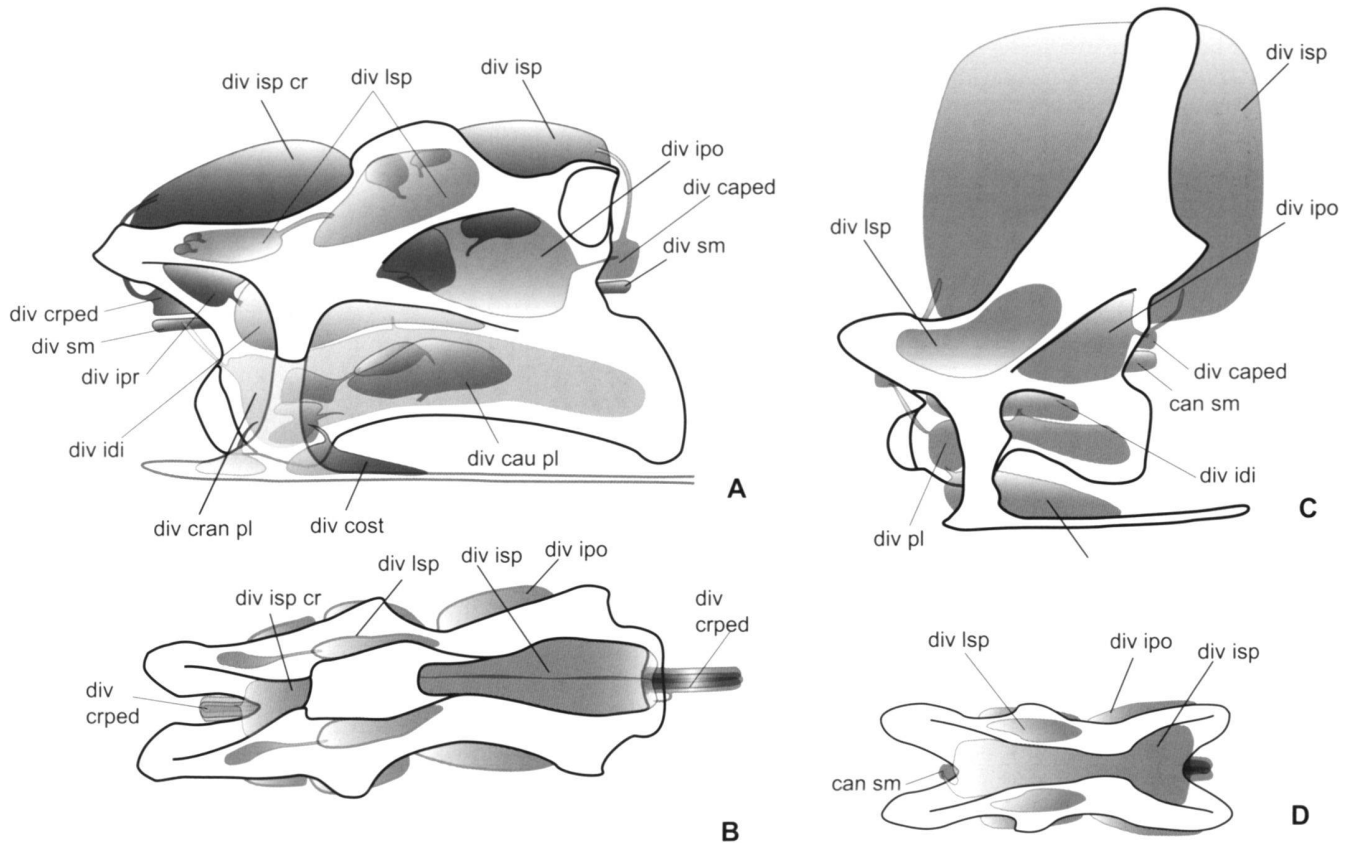 div isp cr
div lsp
div isp
div ipo
div caped
div sm
div crped
div sm
div ipr
div idi
div cran pl
div cost
div cau pl
A
div isp
div ipo
div lsp
div caped
can sm
div idi
div pl
C
div isp cr
div lsp
div isp
div ipo
div
crped
div
crped
B
div lsp
div ipo
div isp
can sm
D